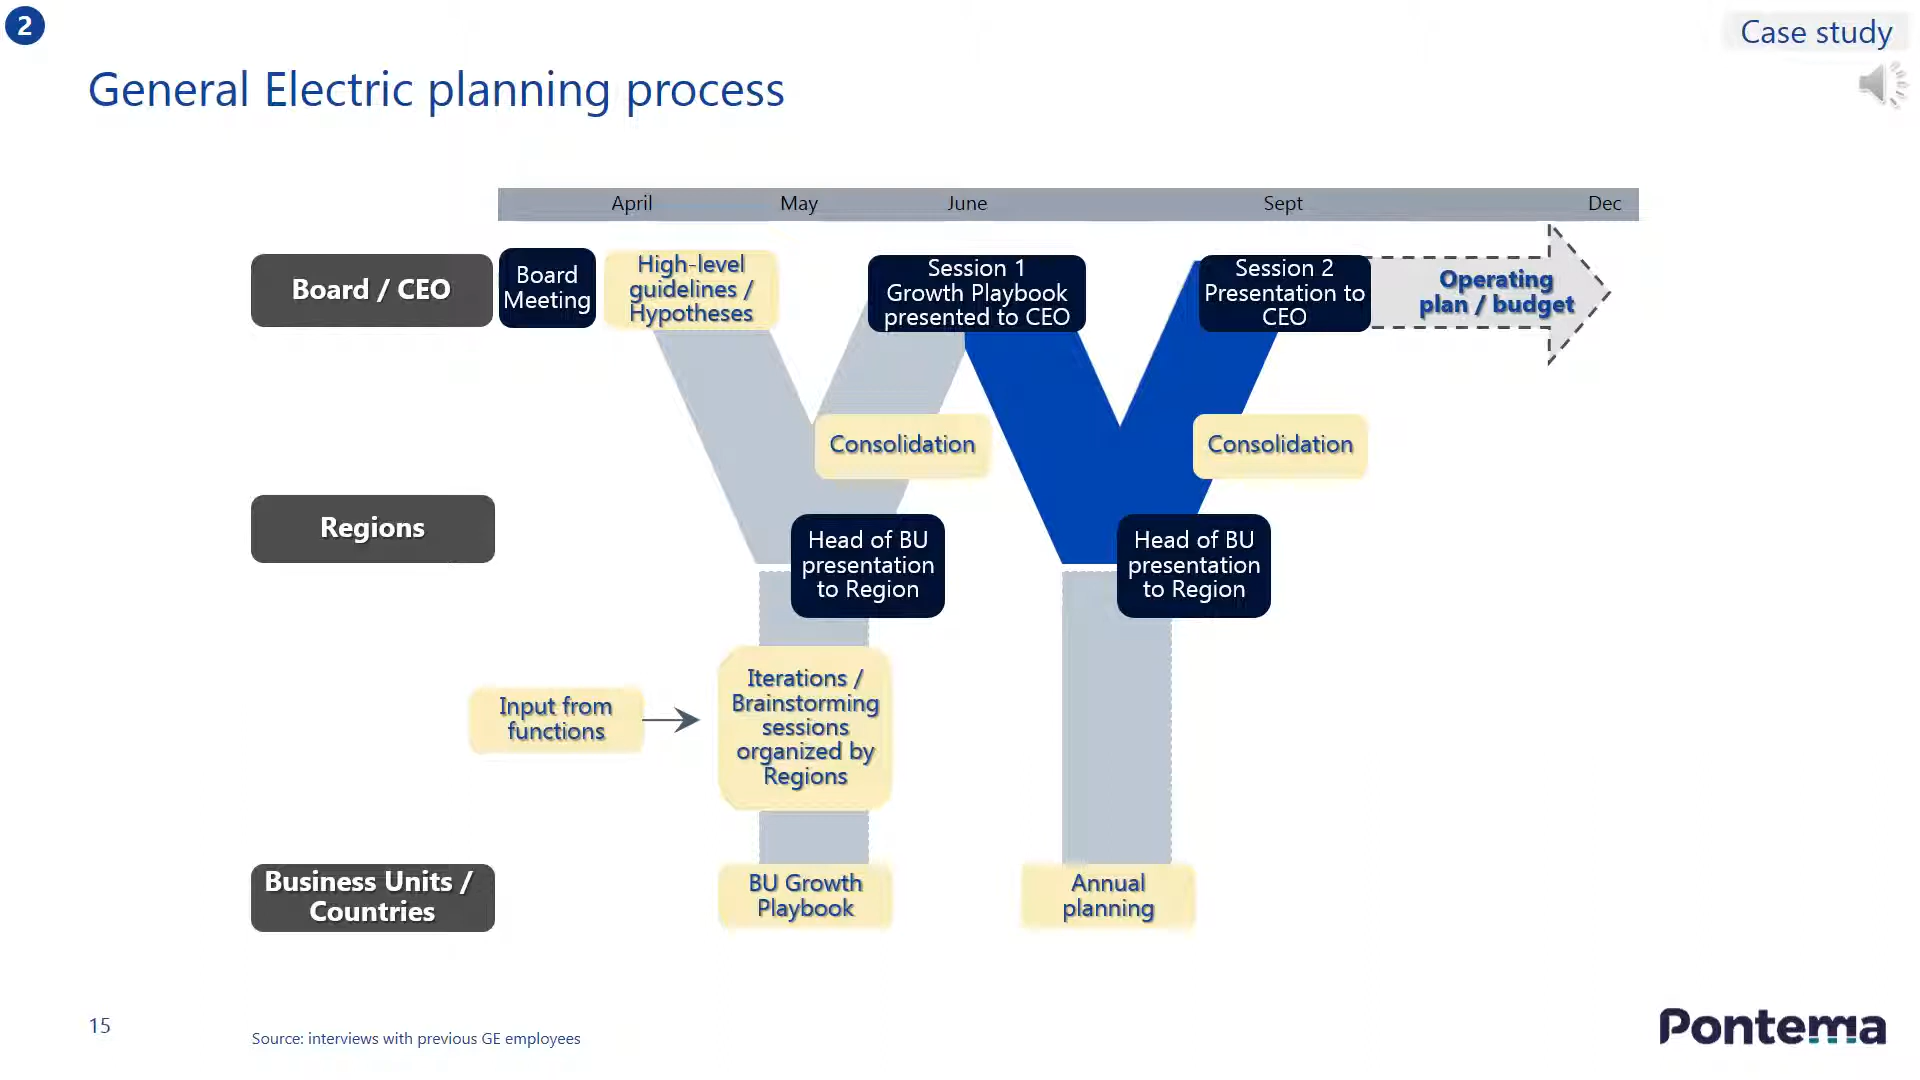 2
Case study
General Electric planning process
April May June Sept Dec
Board / CEO
Board
Meeting
High-level
guidelines /
Hypotheses
Session 1
Growth Playbook
presented to CEO
Session 2
Presentation to
CEO
Operating
plan / budget
Consolidation
Consolidation
Regions
Head of BU
presentation
to Region
Head of BU
presentation
to Region
Input from
functions
Iterations /
Brainstorming
sessions
organized by
Regions
Business Units /
Countries
BU Growth
Playbook
Annual
planning
15
Source: interviews with previous GE employees
Pontema